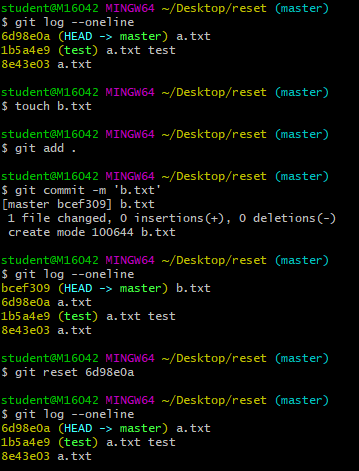 student@M16042 MINGW64 ~/Desktop/reset (master)
$ git log --oneline
6d98e0a (HEAD -> master) a.txt
1b5a4e9 (test) a.txt test
8e43e03 a.txt
student@M16042 MINGW64 ~/Desktop/reset (master)
$ touch b.txt
student@M16042 MINGW64 ~/Desktop/reset (master)
$ git add .
student@M16042 MINGW64 ~/Desktop/reset (master)
$ git commit -m 'b.txt'
[master bcef309] b.txt
 1 file changed, 0 insertions(+), 0 deletions(-)
 create mode 100644 b.txt
student@M16042 MINGW64 ~/Desktop/reset (master)
$ git log --oneline
bcef309 (HEAD -> master) b.txt
6d98e0a a.txt
1b5a4e9 (test) a.txt test
8e43e03 a.txt
student@M16042 MINGW64 ~/Desktop/reset (master)
$ git reset 6d98e0a
student@M16042 MINGW64 ~/Desktop/reset (master)
$ git log --oneline
6d98e0a (HEAD -> master) a.txt
1b5a4e9 (test) a.txt test
8e43e03 a.txt